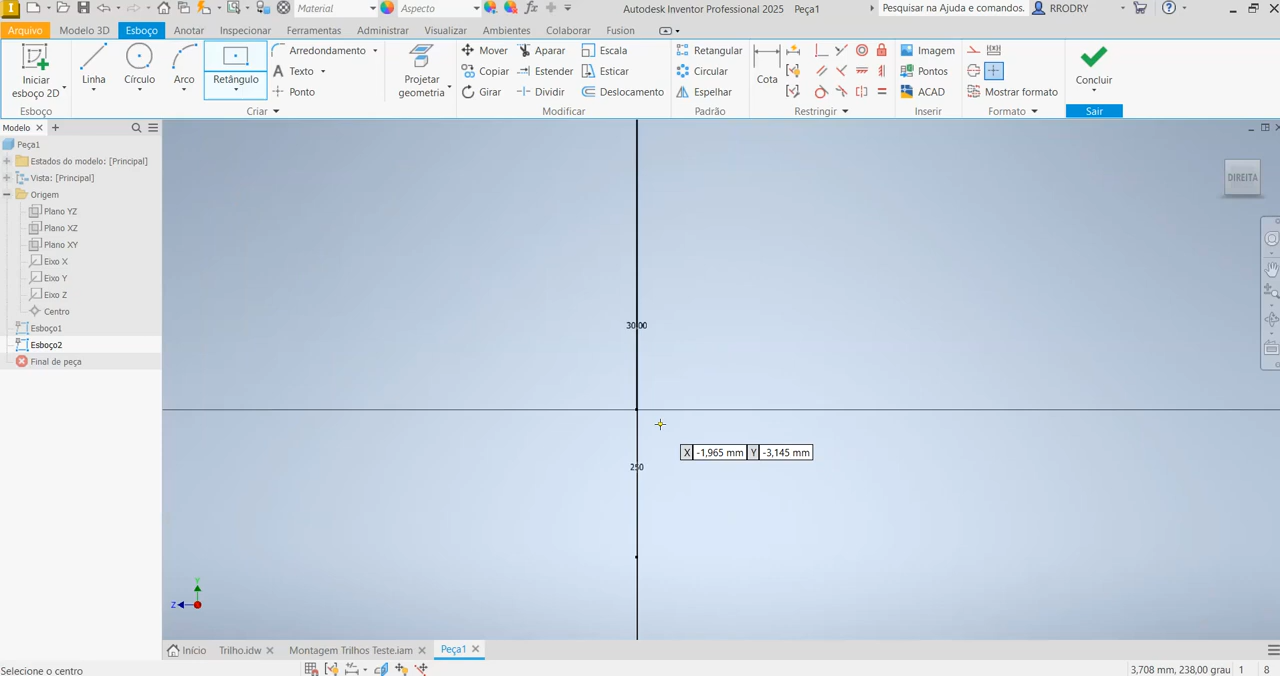 Material
Aspecto
Autodesk Inventor Professional 2025 Peça1
Pesquisar na Ajuda e comandos.
RRODRY
Arquivo Modelo 3D Esboço Anotar Inspecionar Ferramentas Administrar Visualizar Ambientes Colaborar Fusion
Iniciar
esboço 2D
Linha
Círculo
Arco
Retângulo
Arredondamento
Texto
Ponto
Projetar
geometria
Mover Aparar Escala
Copiar Estender Esticar
Girar Dividir Deslocamento
Retangular
Circular
Espelhar
Cota
Imagem
Pontos
ACAD
Mostrar formato
Concluir
Esboço Criar Modificar Padrão Restringir Inserir Formato Sair
Modelo
Peça1
Estados do modelo: [Principal]
Vista: [Principal]
Origem
Plano YZ
Plano XZ
Plano XY
Eixo X
Eixo Y
Eixo Z
Centro
Esboço1
Esboço2
Final de peça
DIREITA
250
X -1,965 mm Y -3,145 mm
Y
Z
Início Trilho.idw Montagem Trilhos Teste.iam Peça1
Selecione o centro
3,708 mm, 238,00 grau 1 8